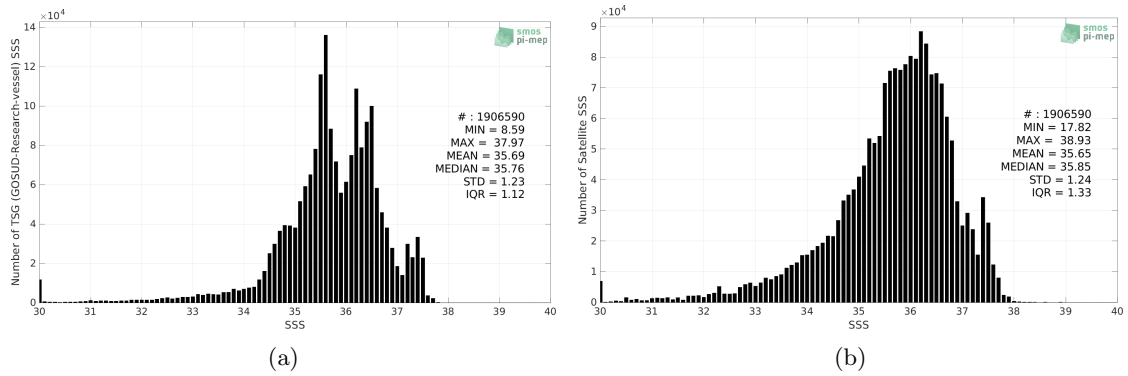 ×10⁴
14
12
10
8
6
4
2
0
30 31 32 33 34 35 36 37 38 39 40
SSS
Number of TSG (GOSUD-Research-vessel) SSS
smos
pi-mep
# : 1906590
MIN = 8.59
MAX = 37.97
MEAN = 35.69
MEDIAN = 35.76
STD = 1.23
IQR = 1.12
(a)
×10⁴
9
8
7
6
5
4
3
2
1
0
30 31 32 33 34 35 36 37 38 39 40
SSS
Number of Satellite SSS
smos
pi-mep
# : 1906590
MIN = 17.82
MAX = 38.93
MEAN = 35.65
MEDIAN = 35.85
STD = 1.24
IQR = 1.33
(b)